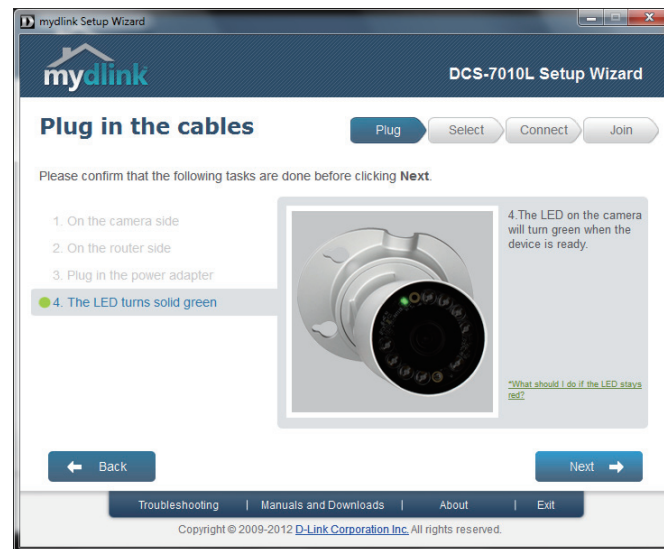 mydlink Setup Wizard
mydlink
DCS-7010L Setup Wizard
Plug in the cables
Plug
Select
Connect
Join
Please confirm that the following tasks are done before clicking Next.
1. On the camera side
2. On the router side
3. Plug in the power adapter
4. The LED turns solid green
4.The LED on the camera
will turn green when the
device is ready.
*What should I do if the LED stays
red?
Back
Next
Troubleshooting | Manuals and Downloads | About | Exit
Copyright © 2009-2012 D-Link Corporation Inc. All rights reserved.